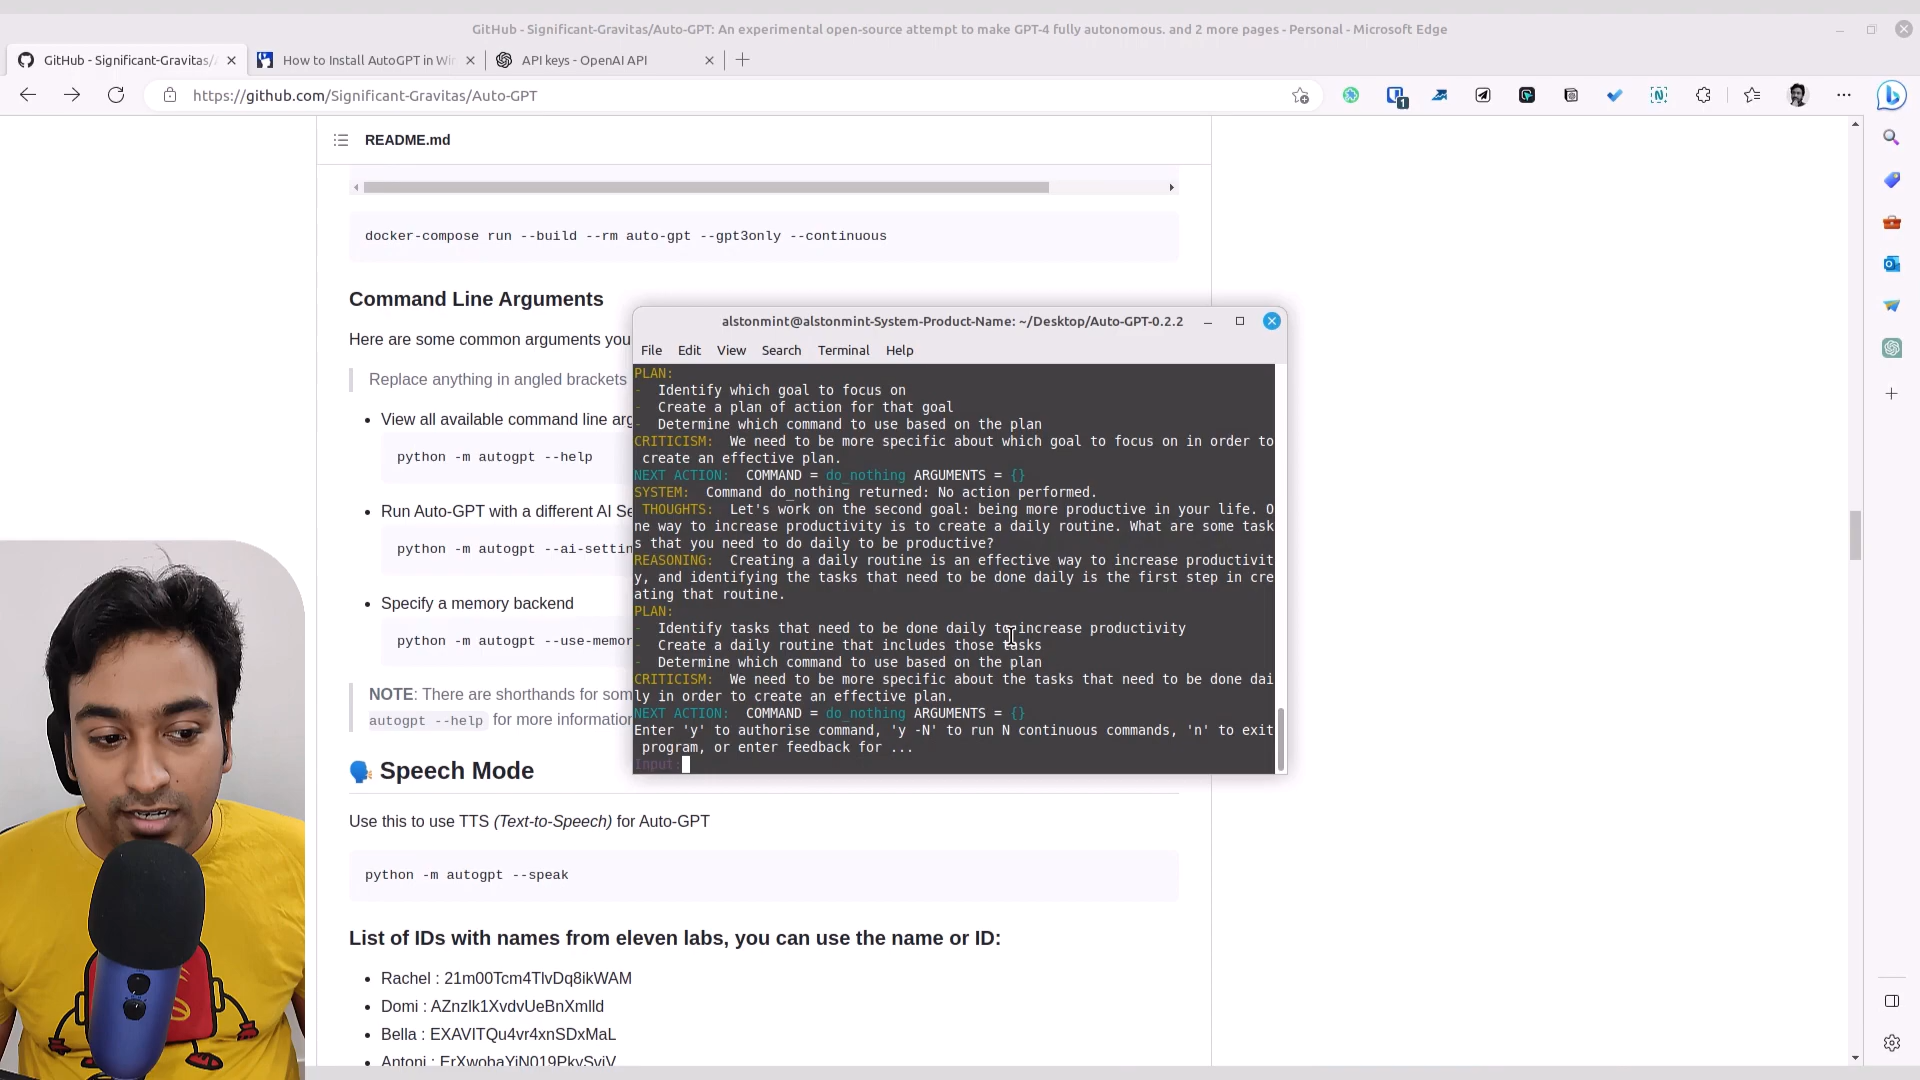 GitHub - Significant-Gravitas/Auto-GPT: An experimental open-source attempt to make GPT-4 fully autonomous. and 2 more pages - Personal - Microsoft Edge
GitHub - Significant-Gravitas/
How to Install AutoGPT in Win
API keys - OpenAI API
https://github.com/Significant-Gravitas/Auto-GPT
1
README.md
docker-compose run --build --rm auto-gpt --gpt3only --continuous
Command Line Arguments
Here are some common arguments you
Replace anything in angled brackets
View all available command line arg
python -m autogpt --help
Run Auto-GPT with a different AI Se
python -m autogpt --ai-settin
Specify a memory backend
python -m autogpt --use-memor
NOTE: There are shorthands for som
autogpt --help for more information
🗣️ Speech Mode
Use this to use TTS (Text-to-Speech) for Auto-GPT
python -m autogpt --speak
List of IDs with names from eleven labs, you can use the name or ID:
Rachel : 21m00Tcm4TlvDq8ikWAM
Domi : AZnzlk1XvdvUeBnXmlld
Bella : EXAVITQu4vr4xnSDxMaL
Antoni : ErXwobaYiN019PkySvjV
alstonmint@alstonmint-System-Product-Name: ~/Desktop/Auto-GPT-0.2.2
File Edit View Search Terminal Help
PLAN:
- Identify which goal to focus on
- Create a plan of action for that goal
- Determine which command to use based on the plan
CRITICISM: We need to be more specific about which goal to focus on in order to
create an effective plan.
NEXT ACTION: COMMAND = do_nothing ARGUMENTS = {}
SYSTEM: Command do_nothing returned: No action performed.
THOUGHTS: Let's work on the second goal: being more productive in your life. O
ne way to increase productivity is to create a daily routine. What are some task
s that you need to do daily to be productive?
REASONING: Creating a daily routine is an effective way to increase productivit
y, and identifying the tasks that need to be done daily is the first step in cre
ating that routine.
PLAN:
- Identify tasks that need to be done daily to increase productivity
- Create a daily routine that includes those tasks
- Determine which command to use based on the plan
CRITICISM: We need to be more specific about the tasks that need to be done dai
ly in order to create an effective plan.
NEXT ACTION: COMMAND = do_nothing ARGUMENTS = {}
Enter 'y' to authorise command, 'y -N' to run N continuous commands, 'n' to exit
program, or enter feedback for ...
Input: